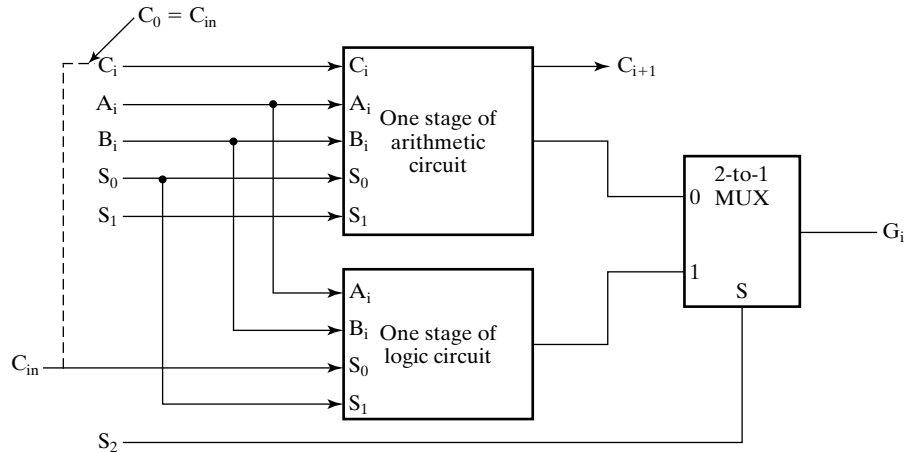 C₀ = Cᵢₙ
Cᵢ
Aᵢ
Bᵢ
S₀
S₁
Cᵢ
Aᵢ
Bᵢ
S₀
S₁
One stage of
arithmetic
circuit
Cᵢ₊₁
0
2-to-1
MUX
1
S
Gᵢ
Aᵢ
Bᵢ
S₀
S₁
One stage of
logic circuit
Cᵢₙ
S₂